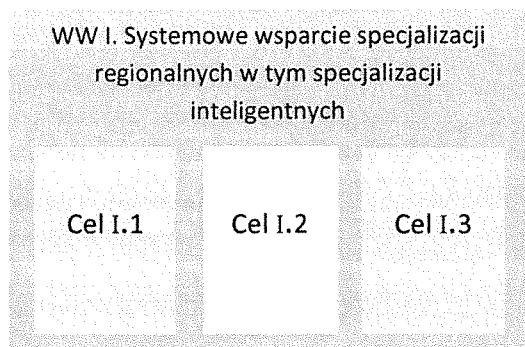 WW I. Systemowe wsparcie specjalizacji
regionalnych w tym specjalizacji
inteligentnych
Cel I.1
Cel I.2
Cel I.3